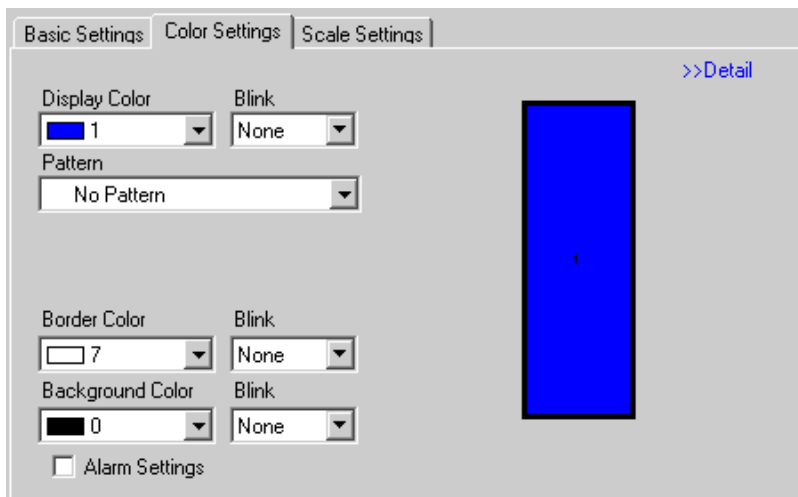 Basic Settings Color Settings Scale Settings
>>Detail
Display Color Blink
1 None
Pattern
No Pattern
1
Border Color Blink
7 None
Background Color Blink
0 None
Alarm Settings